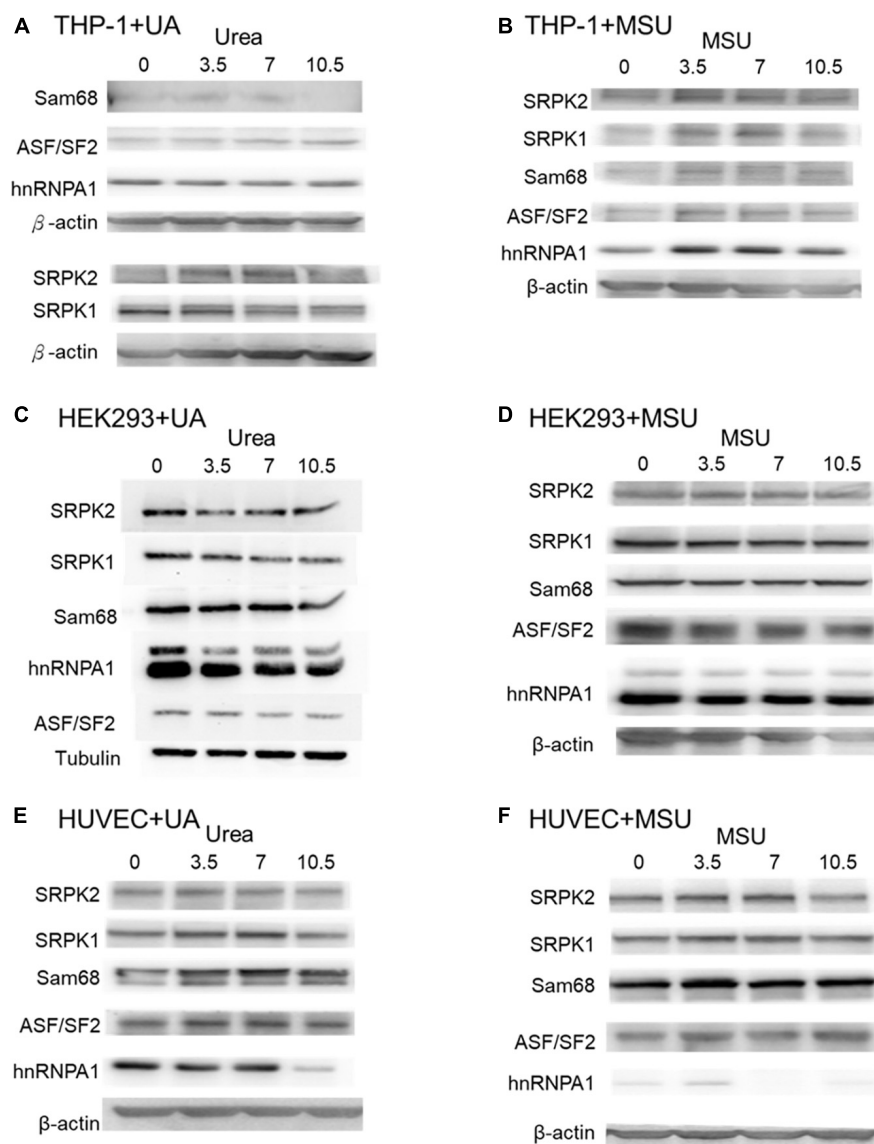 A THP-1+UA
Urea
0 3.5 7 10.5
Sam68
ASF/SF2
hnRNPA1
β-actin
SRPK2
SRPK1
β-actin
B THP-1+MSU
MSU
0 3.5 7 10.5
SRPK2
SRPK1
Sam68
ASF/SF2
hnRNPA1
β-actin
C HEK293+UA
Urea
0 3.5 7 10.5
SRPK2
SRPK1
Sam68
hnRNPA1
ASF/SF2
Tubulin
D HEK293+MSU
MSU
0 3.5 7 10.5
SRPK2
SRPK1
Sam68
ASF/SF2
hnRNPA1
β-actin
E HUVEC+UA
Urea
0 3.5 7 10.5
SRPK2
SRPK1
Sam68
ASF/SF2
hnRNPA1
β-actin
F HUVEC+MSU
MSU
0 3.5 7 10.5
SRPK2
SRPK1
Sam68
ASF/SF2
hnRNPA1
β-actin